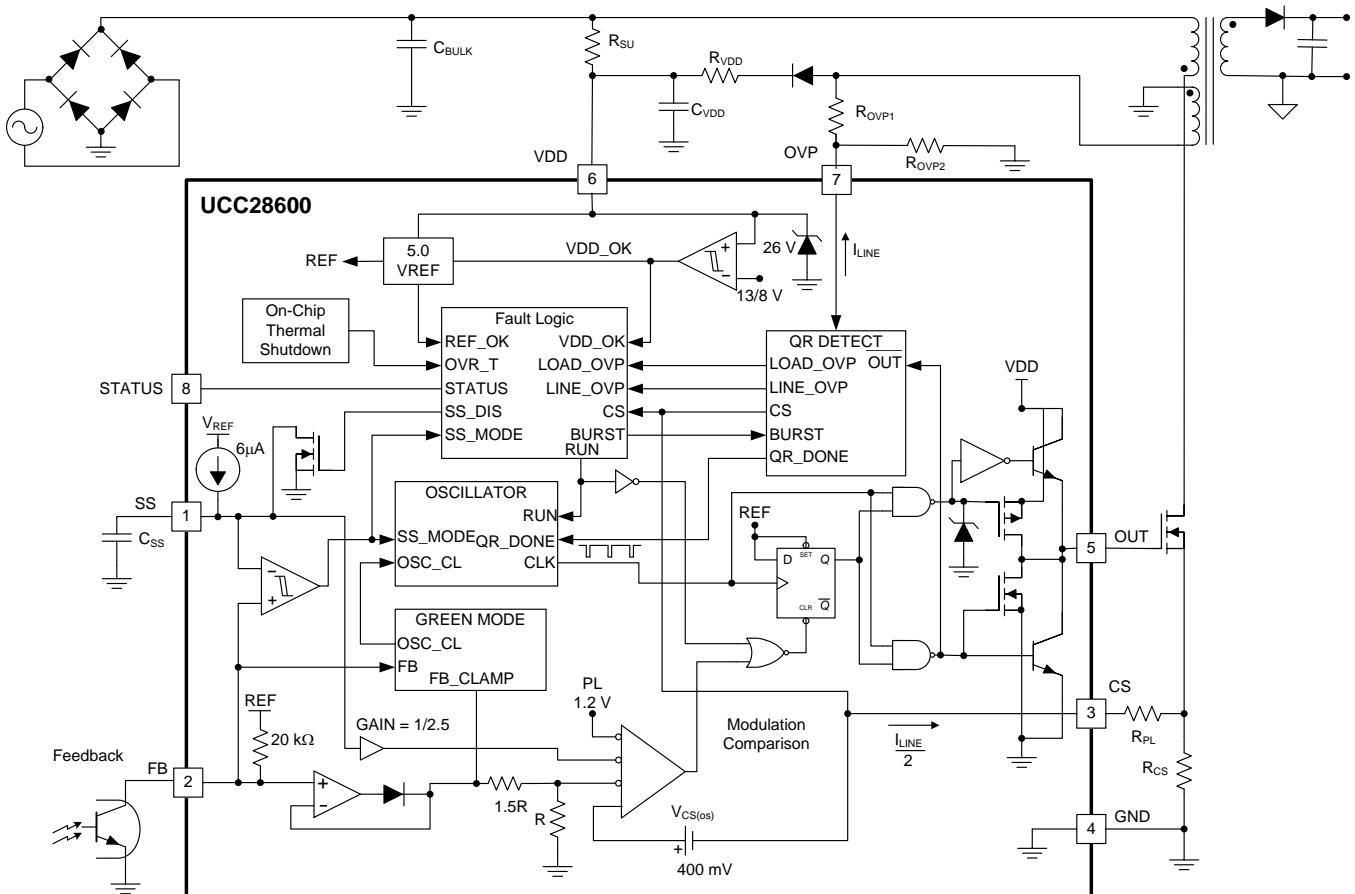 R_SU
C_BULK
R_VDD
C_VDD
R_OVP1
R_OVP2
VDD
OVP
6
7
UCC28600
5.0
VREF
REF
VDD_OK
+
−
26 V
13/8 V
I_LINE
On-Chip
Thermal
Shutdown
Fault Logic
REF_OK
VDD_OK
OVR_T
LOAD_OVP
STATUS
LINE_OVP
SS_DIS
CS
SS_MODE
BURST
RUN
QR DETECT
LOAD_OVP
OUT
LINE_OVP
CS
BURST
QR_DONE
VDD
STATUS
8
V_REF
6μA
SS
1
C_SS
OSCILLATOR
RUN
SS_MODE
QR_DONE
OSC_CL
CLK
REF
D
SET
Q
CLR
Q
5
OUT
−
+
GREEN MODE
OSC_CL
FB
FB_CLAMP
REF
20 kΩ
GAIN = 1/2.5
PL
1.2 V
Modulation
Comparison
I_LINE
2
CS
3
R_PL
R_CS
Feedback
FB
2
+
−
1.5R
R
V_CS(os)
+
400 mV
4
GND